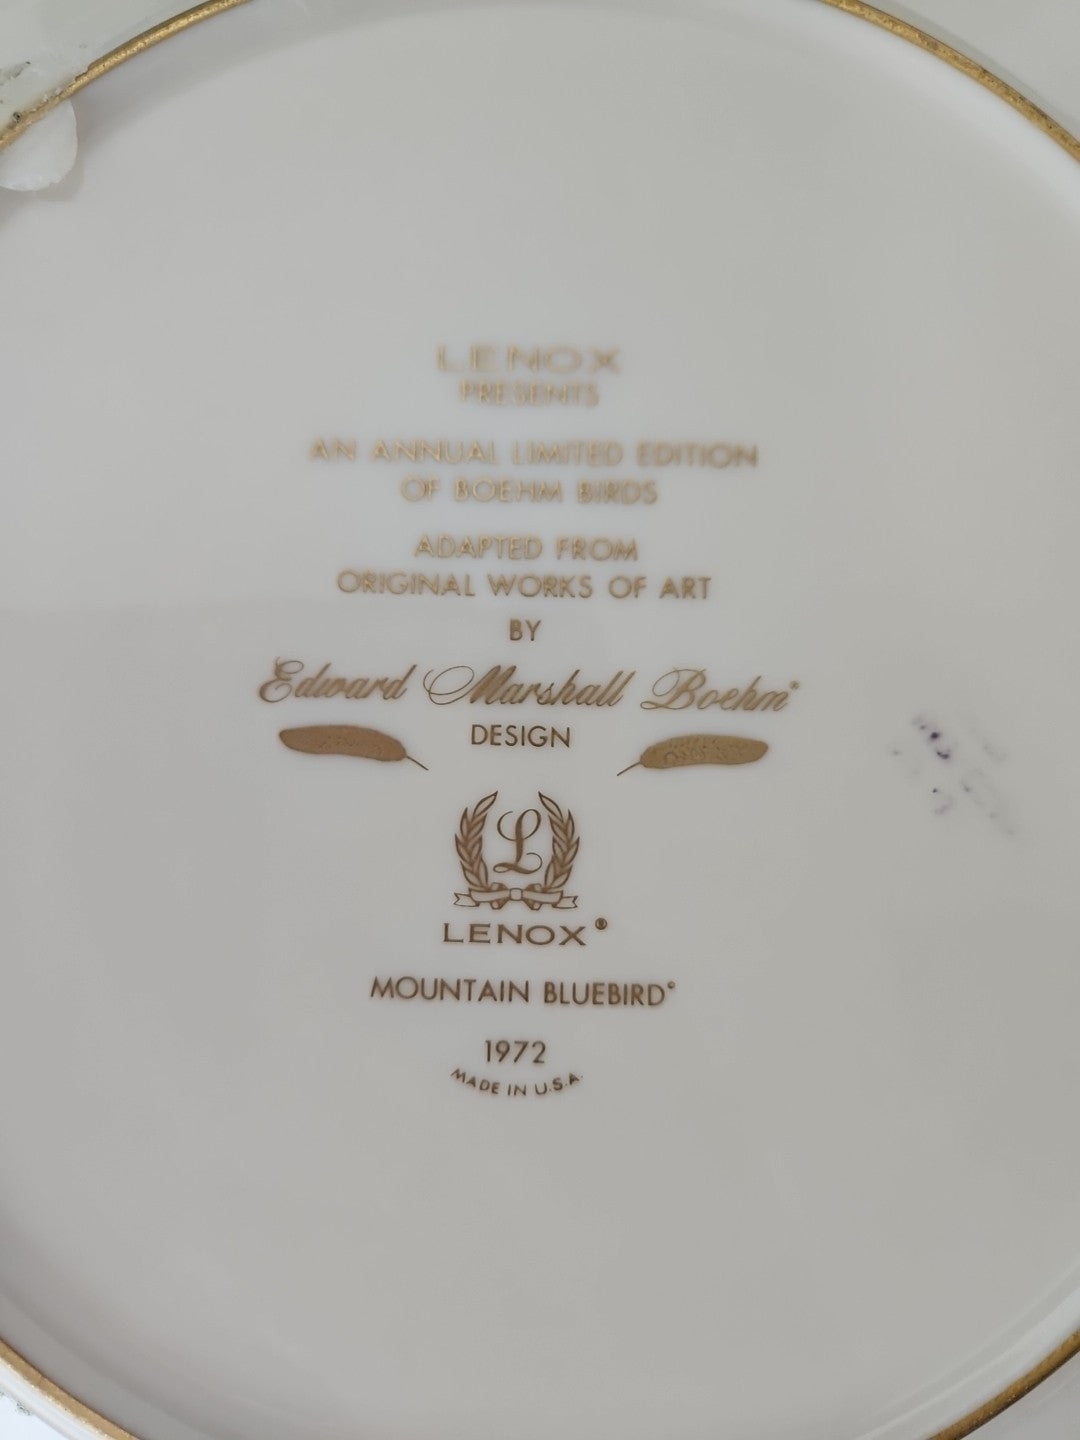 LENOX
PRESENTS
AN ANNUAL LIMITED EDITION
OF BOEHM BIRDS
ADAPTED FROM
ORIGINAL WORKS OF ART
BY
Edward Marshall Boehm®
DESIGN
L
LENOX®
MOUNTAIN BLUEBIRD©
1972
MADE IN U.S.A.